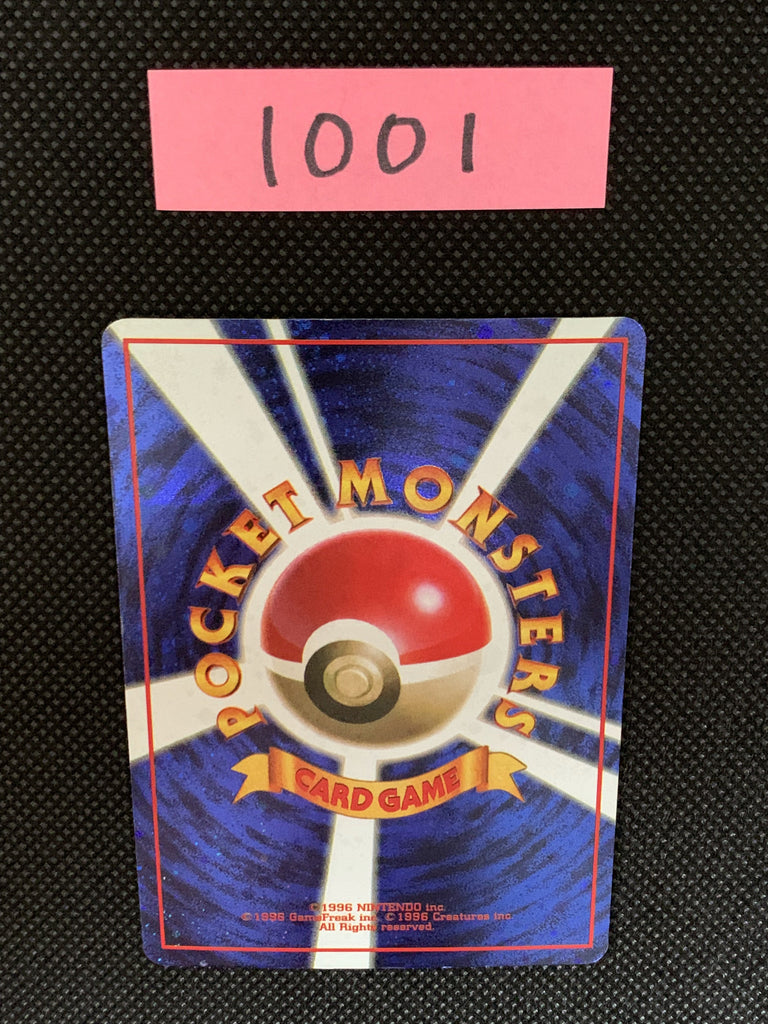 1001
POCKET MONSTERS
CARD GAME
©1996 NINTENDO inc.
©1996 GameFreak inc. ©1996 Creatures inc.
All Rights reserved.